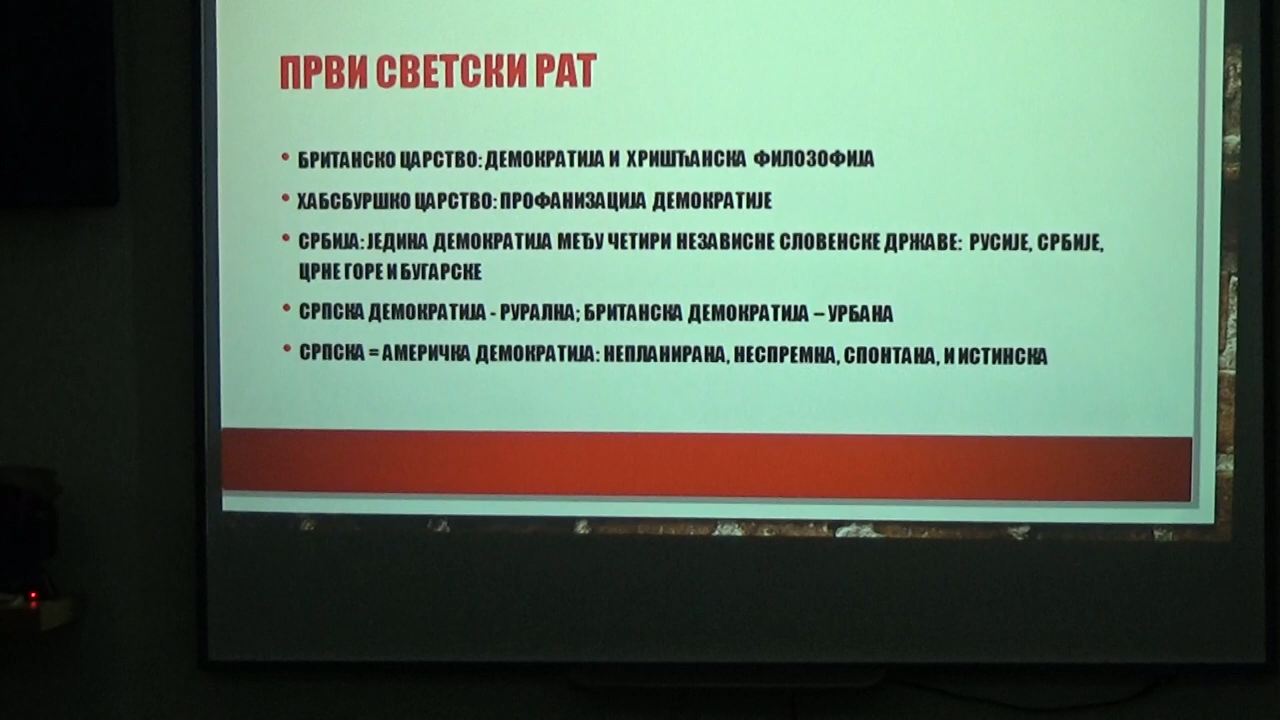 ПРВИ СВЕТСКИ РАТ
• БРИТАНСКО ЦАРСТВО: ДЕМОКРАТИЈА И ХРИШЋАНСКА ФИЛОЗОФИЈА
• ХАБСБУРШКО ЦАРСТВО: ПРОФАНИЗАЦИЈА ДЕМОКРАТИЈЕ
• СРБИЈА: ЈЕДИНА ДЕМОКРАТИЈА МЕЂУ ЧЕТИРИ НЕЗАВИСНЕ СЛОВЕНСКЕ ДРЖАВЕ: РУСИЈЕ, СРБИЈЕ,
ЦРНЕ ГОРЕ И БУГАРСКЕ
• СРПСКА ДЕМОКРАТИЈА - РУРАЛНА; БРИТАНСКА ДЕМОКРАТИЈА – УРБАНА
• СРПСКА = АМЕРИЧКА ДЕМОКРАТИЈА: НЕПЛАНИРАНА, НЕСПРЕМНА, СПОНТАНА, И ИСТИНСКА